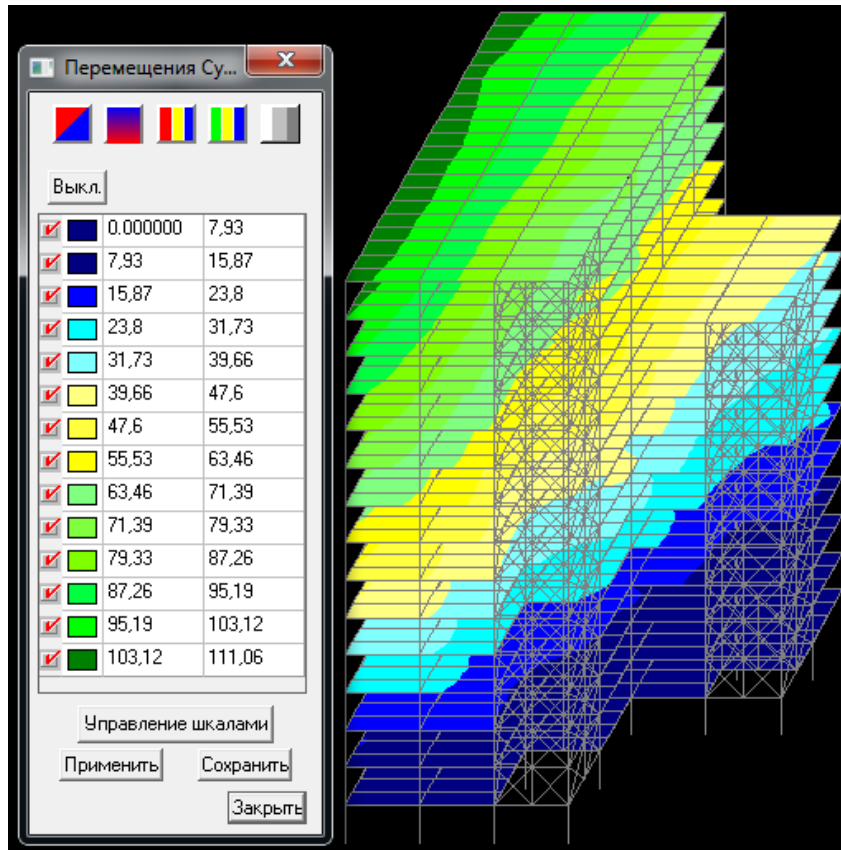 Перемещения Су...
Выкл.
0.000000 7,93
7,93 15,87
15,87 23,8
23,8 31,73
31,73 39,66
39,66 47,6
47,6 55,53
55,53 63,46
63,46 71,39
71,39 79,33
79,33 87,26
87,26 95,19
95,19 103,12
103,12 111,06
Управление шкалами
Применить Сохранить
Закрыть